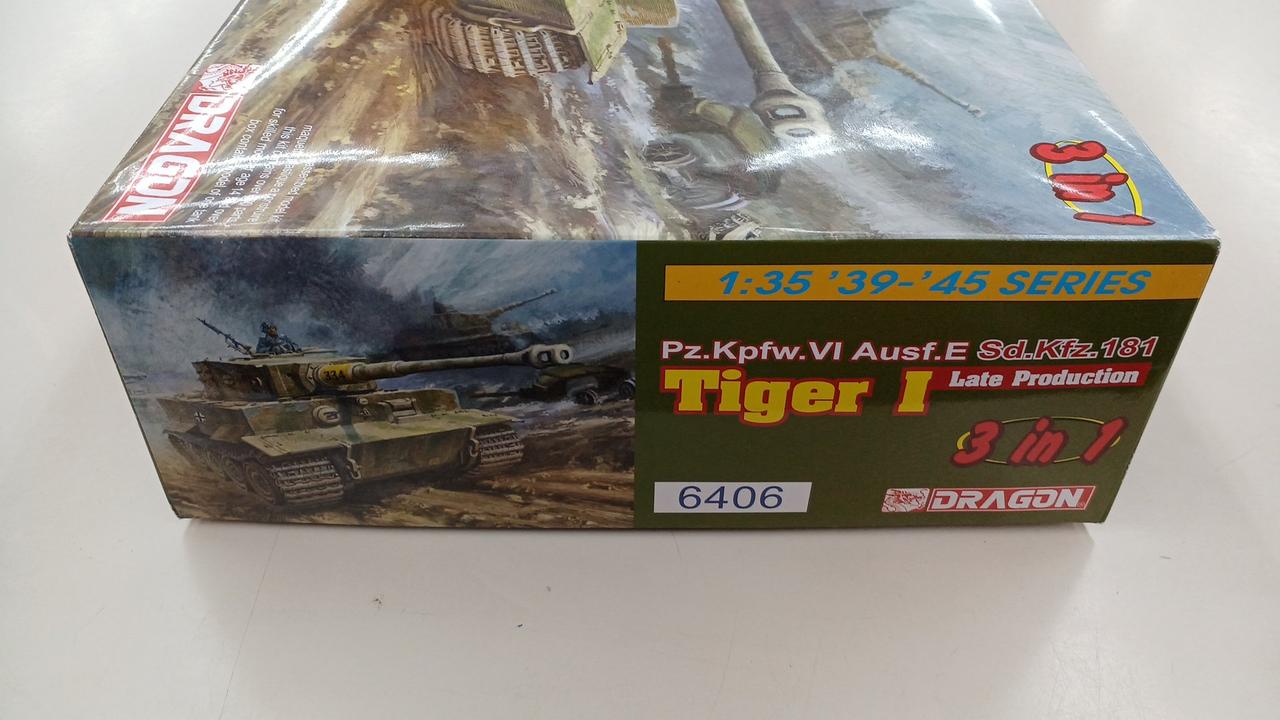 DRAGON
3 in 1
1:35 '39-'45 SERIES
Pz.Kpfw.VI Ausf.E Sd.Kfz.181
Tiger I Late Production
3 in 1
334
6406
DRAGON